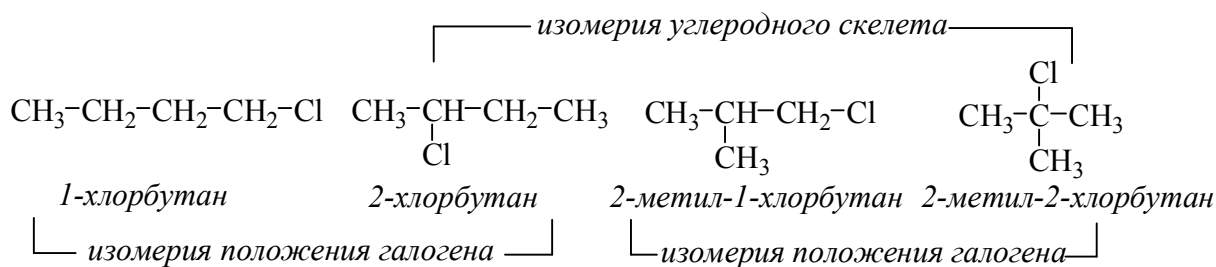 изомерия углеродного скелета
Cl
CH₃-CH₂-CH₂-CH₂-Cl CH₃-CH-CH₂-CH₃ CH₃-CH-CH₂-Cl CH₃-C-CH₃
Cl CH₃ CH₃
1-хлорбутан 2-хлорбутан 2-метил-1-хлорбутан 2-метил-2-хлорбутан
изомерия положения галогена изомерия положения галогена